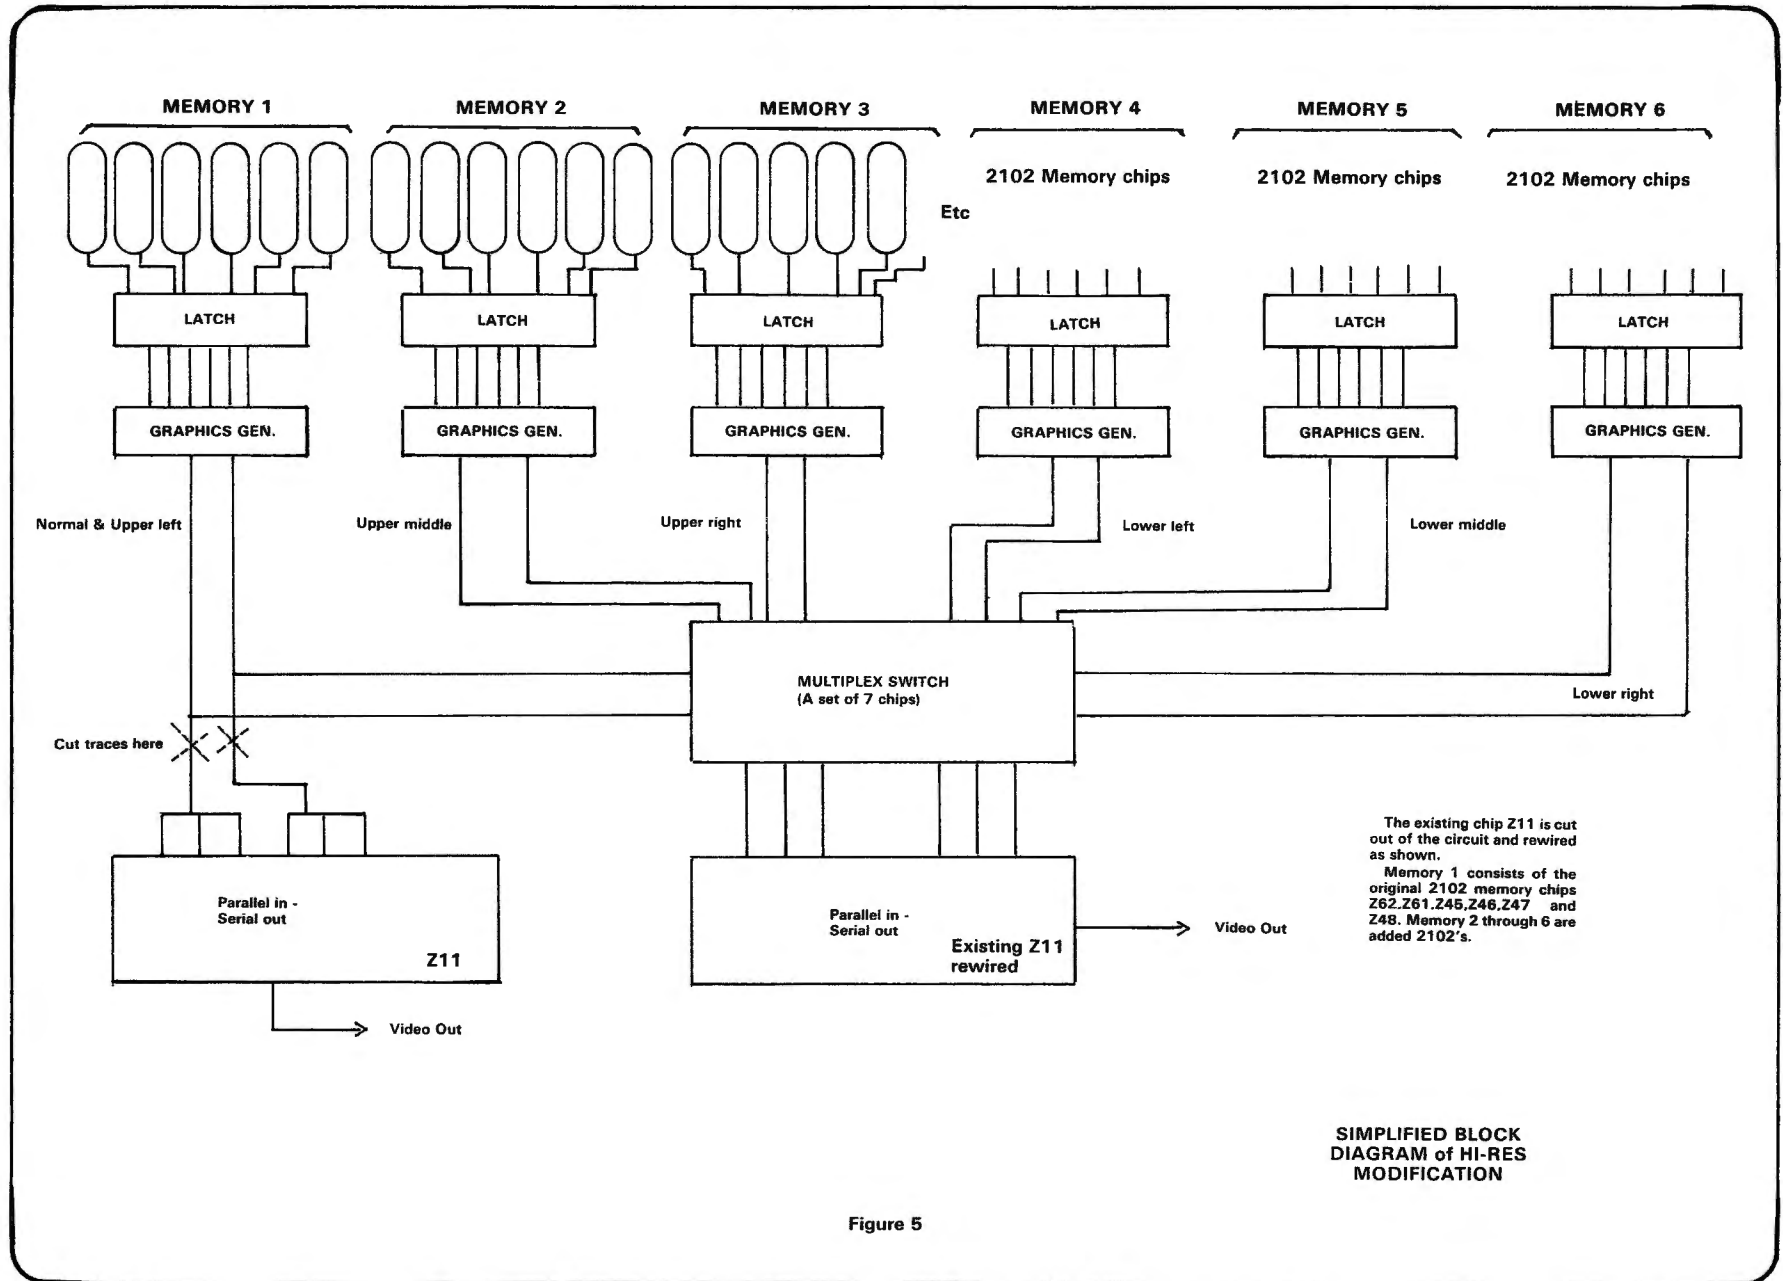 MEMORY 1
MEMORY 2
MEMORY 3
MEMORY 4
MEMORY 5
MEMORY 6
2102 Memory chips
2102 Memory chips
2102 Memory chips
Etc
LATCH
LATCH
LATCH
LATCH
LATCH
LATCH
GRAPHICS GEN.
GRAPHICS GEN.
GRAPHICS GEN.
GRAPHICS GEN.
GRAPHICS GEN.
GRAPHICS GEN.
Normal & Upper left
Upper middle
Upper right
Lower left
Lower middle
MULTIPLEX SWITCH
(A set of 7 chips)
Lower right
Cut traces here
Parallel in -
Serial out
Z11
Video Out
Parallel in -
Serial out
Existing Z11
rewired
Video Out
The existing chip Z11 is cut
out of the circuit and rewired
as shown.
Memory 1 consists of the
original 2102 memory chips
Z62.Z61.Z45,Z46,Z47 and
Z48. Memory 2 through 6 are
added 2102's.
SIMPLIFIED BLOCK
DIAGRAM of HI-RES
MODIFICATION
Figure 5